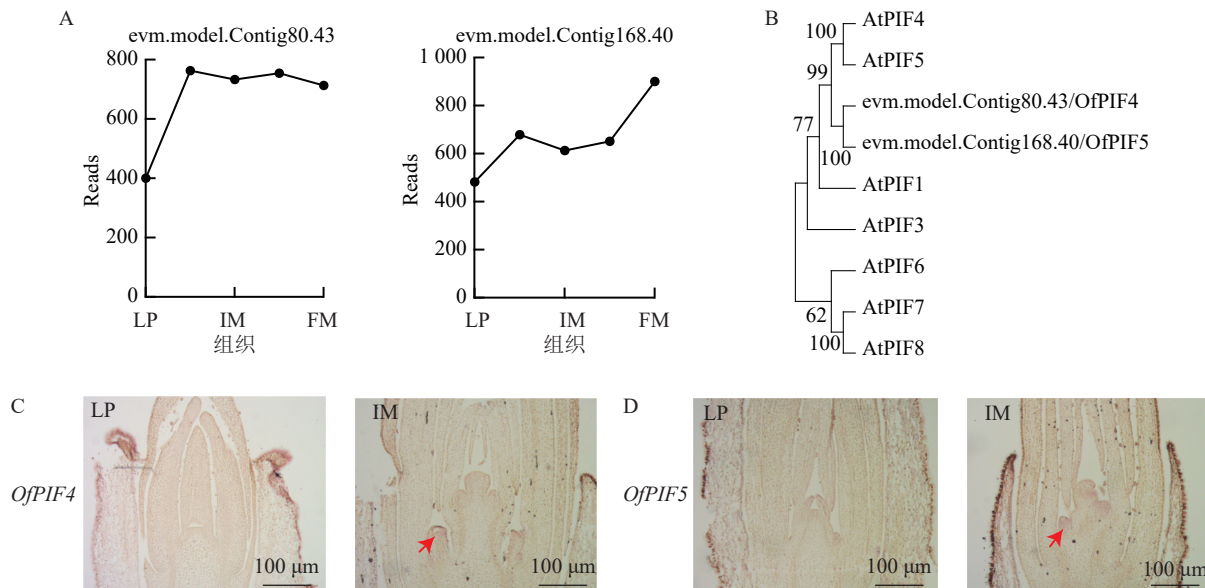 A
evm.model.Contig80.43
800
600
400
200
0
Reads
LP
IM
FM
组织
evm.model.Contig168.40
1 000
800
600
400
200
0
Reads
LP
IM
FM
组织
B
AtPIF4
100
AtPIF5
99
evm.model.Contig80.43/OfPIF4
77
evm.model.Contig168.40/OfPIF5
100
AtPIF1
AtPIF3
AtPIF6
62
AtPIF7
100
AtPIF8
C
OfPIF4
LP
100 μm
IM
100 μm
D
OfPIF5
LP
100 μm
IM
100 μm